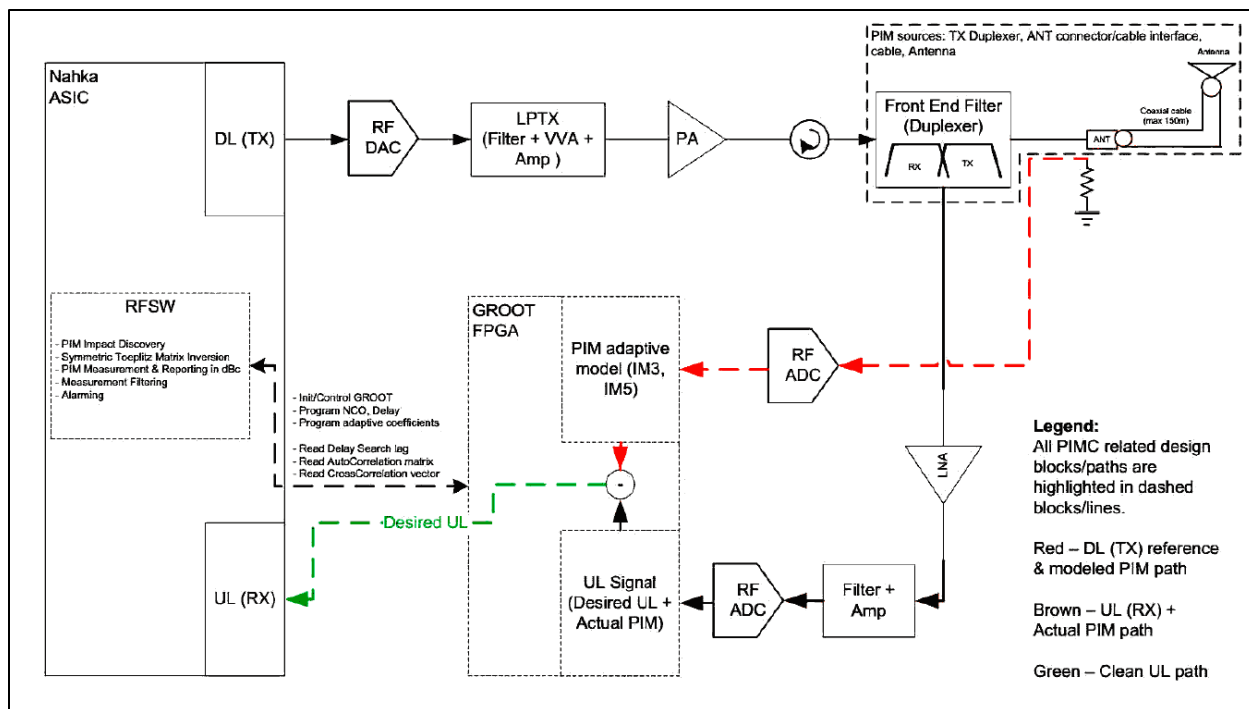 PIM sources: TX Duplexer, ANT connector/cable interface,
cable, Antenna
Antenna
Nahka
ASIC
DL (TX)
RF
DAC
LPTX
(Filter + VVA +
Amp )
PA
Front End Filter
(Duplexer)
RX
TX
Coaxial cable
(max 150m)
ANT
RFSW
- PIM Impact Discovery
- Symmetric Toeplitz Matrix Inversion
- PIM Measurement & Reporting in dBc
- Measurement Filtering
- Alarming
- Init/Control GROOT
- Program NCO, Delay
- Program adaptive coefficients
- Read Delay Search lag
- Read AutoCorrelation matrix
- Read CrossCorrelation vector
GROOT
FPGA
PIM adaptive
model (IM3,
IM5)
RF
ADC
-
Desired UL
UL (RX)
UL Signal
(Desired UL +
Actual PIM)
RF
ADC
Filter +
Amp
LNA
Legend:
All PIMC related design
blocks/paths are
highlighted in dashed
blocks/lines.
Red – DL (TX) reference
& modeled PIM path
Brown – UL (RX) +
Actual PIM path
Green – Clean UL path